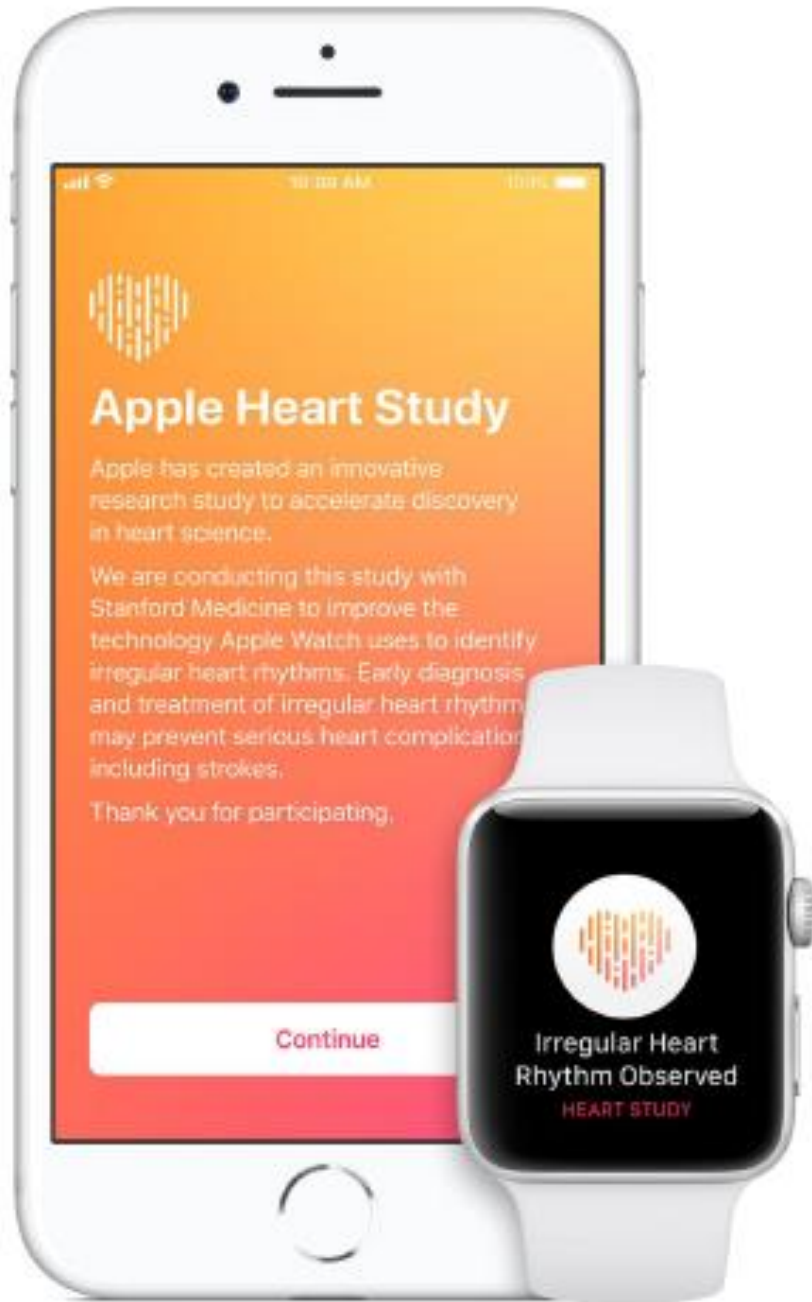 Apple Heart Study
Apple has created an innovative
research study to accelerate discovery
in heart science.
We are conducting this study with
Stanford Medicine to improve the
technology Apple Watch uses to identify
irregular heart rhythms. Early diagnosis
and treatment of irregular heart rhythm
may prevent serious heart complication
including strokes.
Thank you for participating.
Continue
Irregular Heart
Rhythm Observed
HEART STUDY